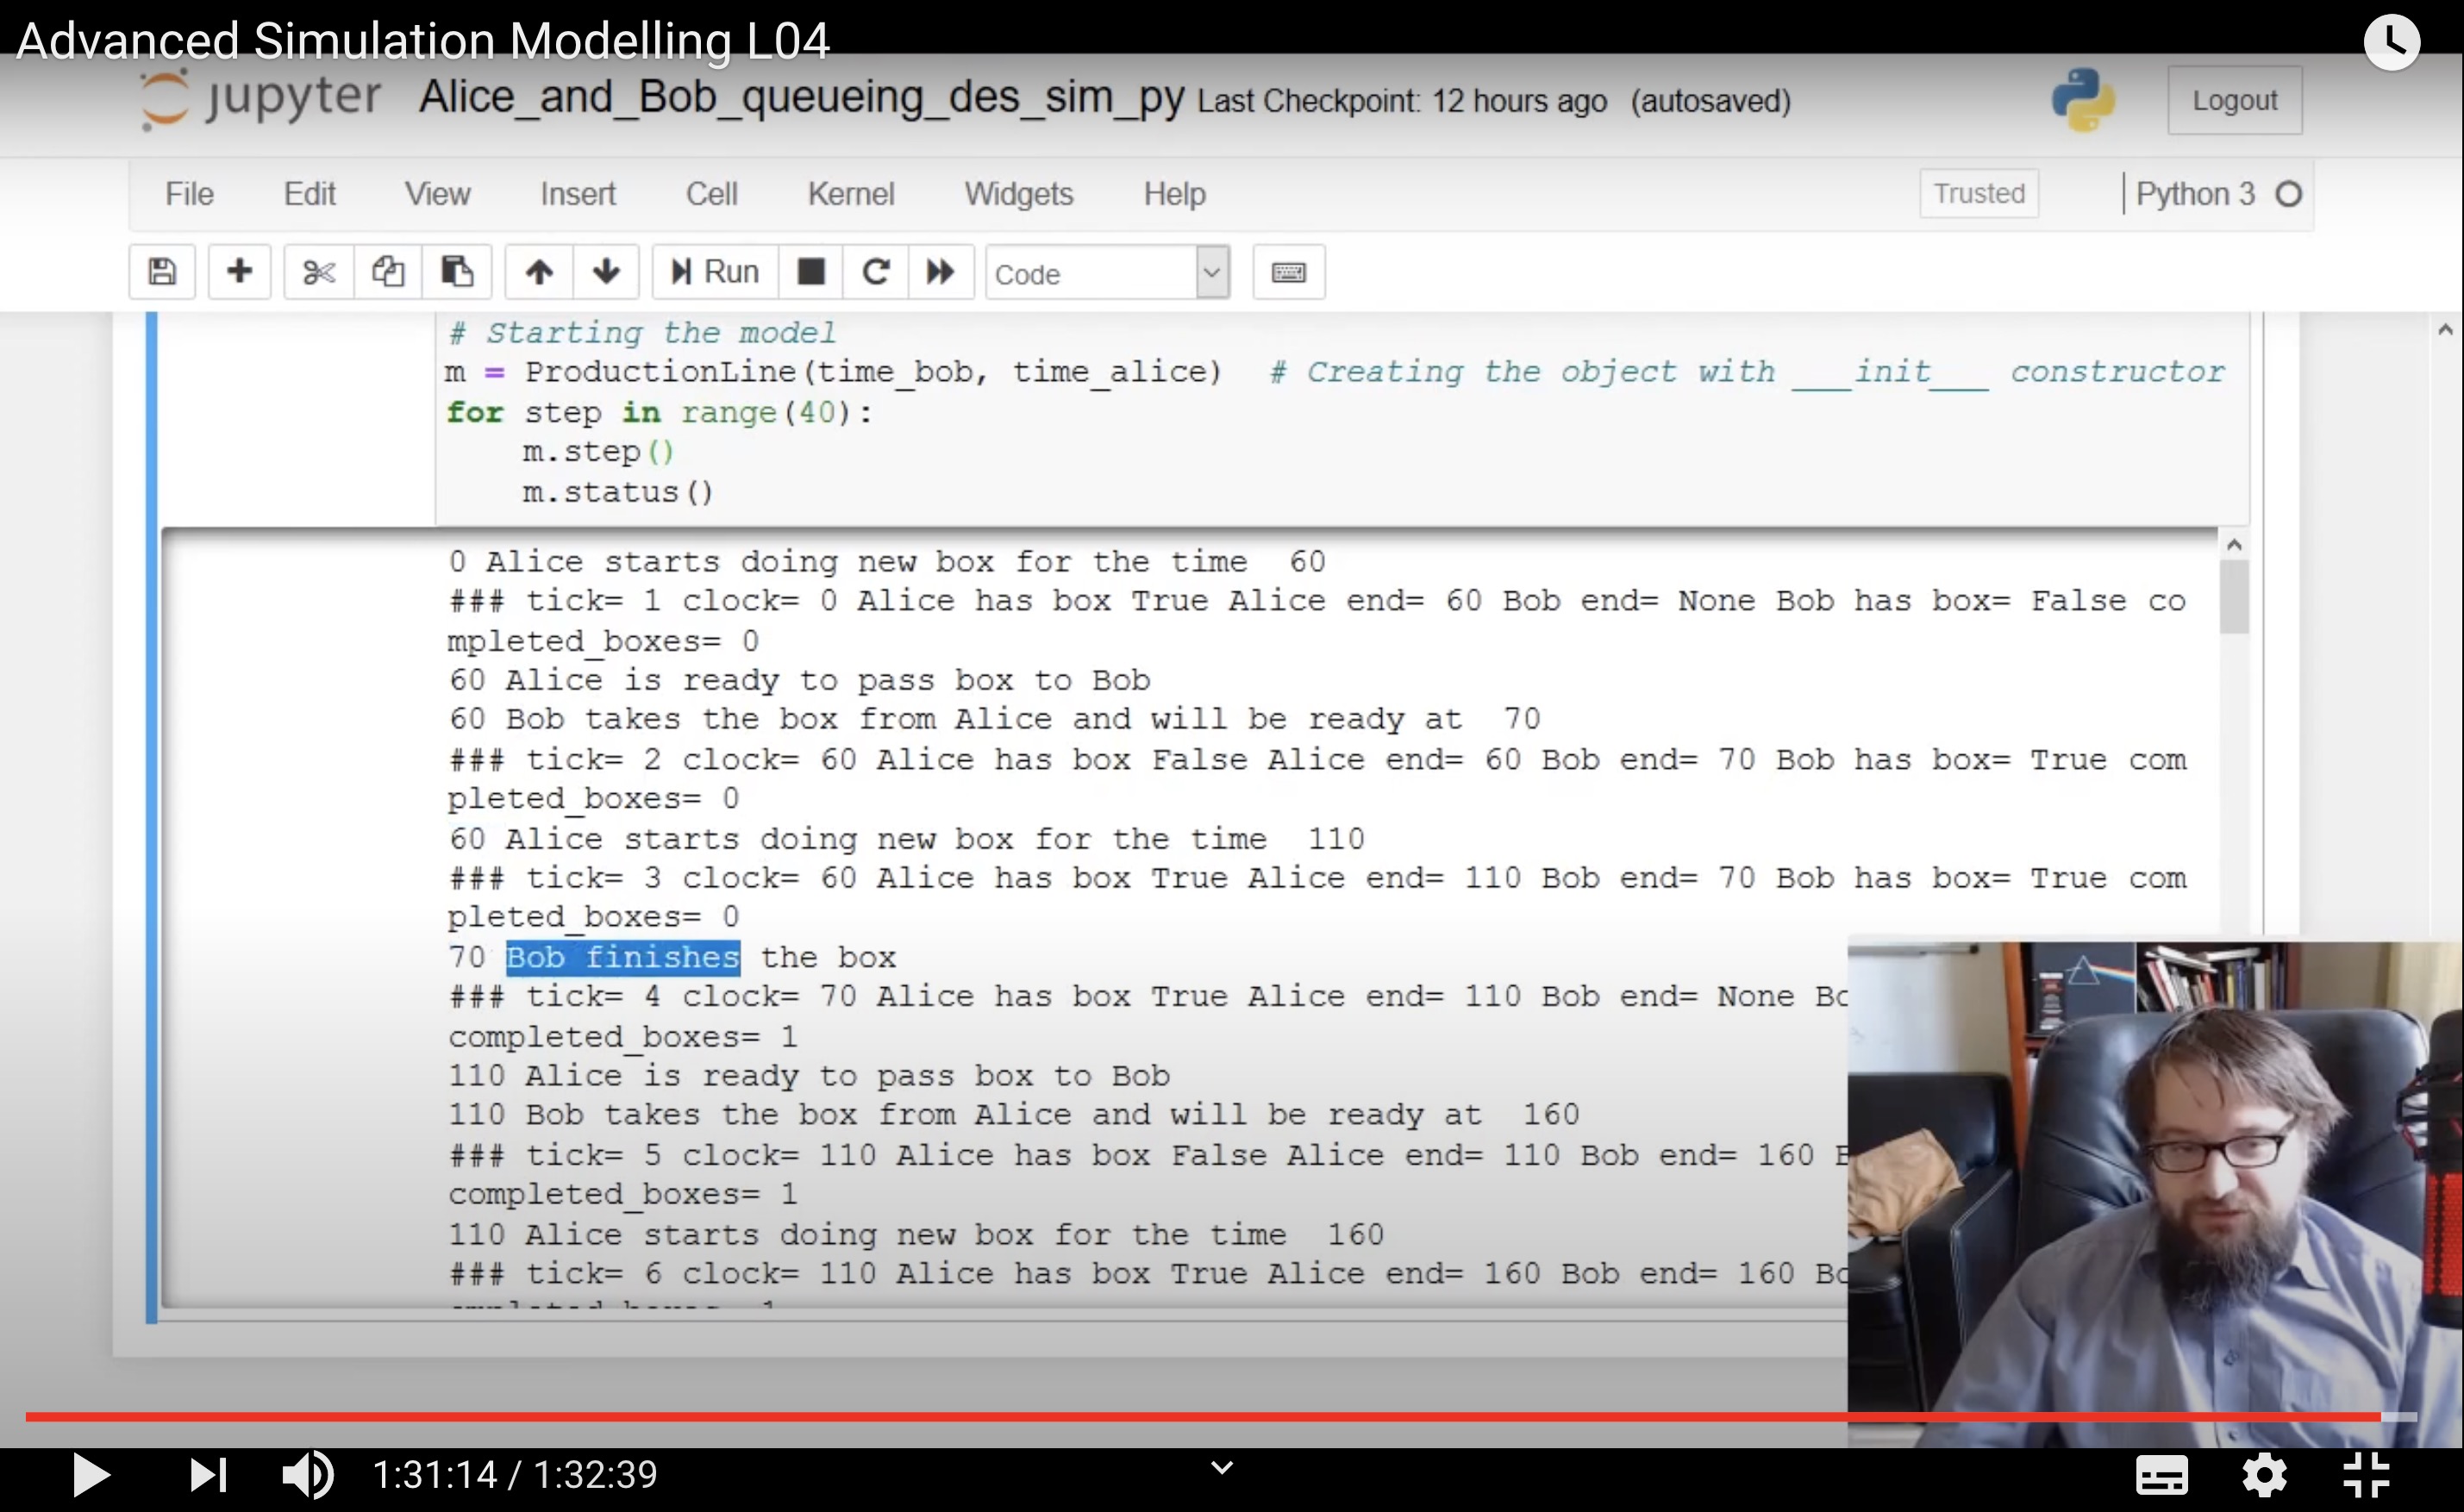 Advanced Simulation Modelling L04
jupyter Alice_and_Bob_queueing_des_sim_py Last Checkpoint: 12 hours ago (autosaved) Logout
File Edit View Insert Cell Kernel Widgets Help Trusted Python 3
Run Code
# Starting the model
m = ProductionLine(time_bob, time_alice) # Creating the object with ___init___ constructor
for step in range(40):
m.step()
m.status()
0 Alice starts doing new box for the time 60
### tick= 1 clock= 0 Alice has box True Alice end= 60 Bob end= None Bob has box= False co
mpleted_boxes= 0
60 Alice is ready to pass box to Bob
60 Bob takes the box from Alice and will be ready at 70
### tick= 2 clock= 60 Alice has box False Alice end= 60 Bob end= 70 Bob has box= True com
pleted_boxes= 0
60 Alice starts doing new box for the time 110
### tick= 3 clock= 60 Alice has box True Alice end= 110 Bob end= 70 Bob has box= True com
pleted_boxes= 0
70 Bob finishes the box
### tick= 4 clock= 70 Alice has box True Alice end= 110 Bob end= None
completed_boxes= 1
110 Alice is ready to pass box to Bob
110 Bob takes the box from Alice and will be ready at 160
### tick= 5 clock= 110 Alice has box False Alice end= 110 Bob end= 160
completed_boxes= 1
110 Alice starts doing new box for the time 160
### tick= 6 clock= 110 Alice has box True Alice end= 160 Bob end= 160
1:31:14 / 1:32:39